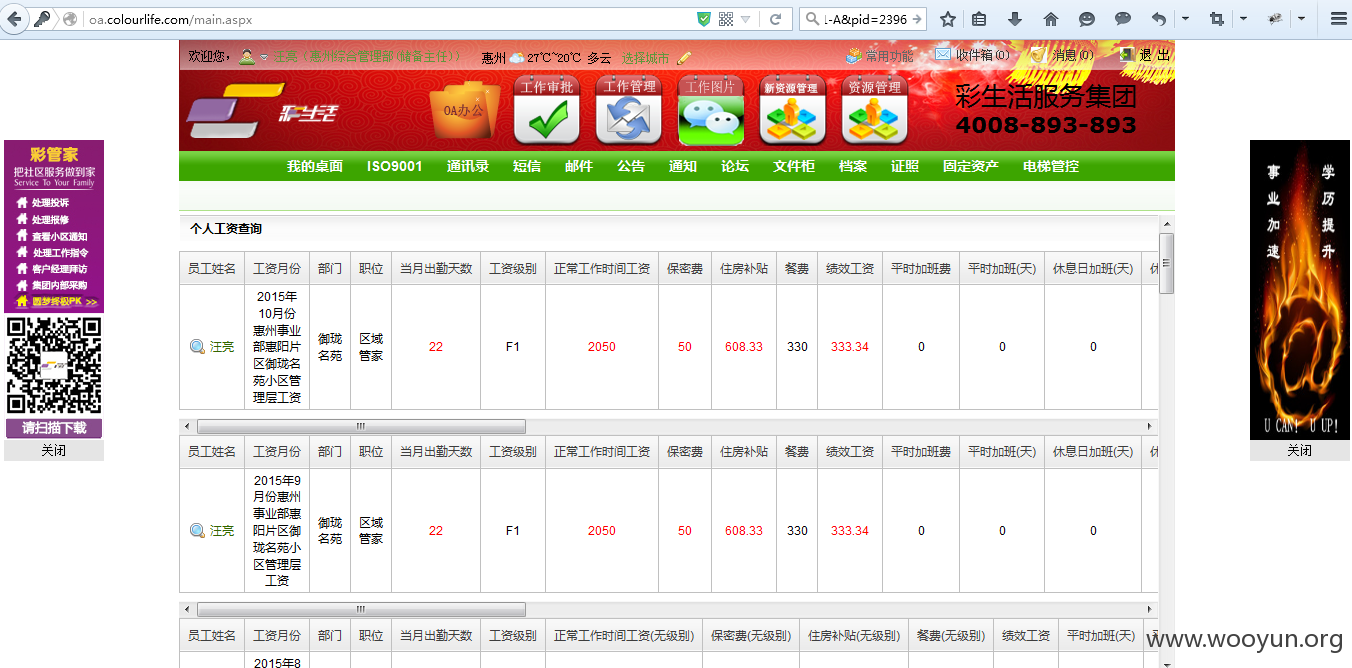 oa.colourlife.com/main.aspx
L-A&pid=2396
欢迎您，
惠州 27℃~20℃ 多云 选择城市
常用功能 收件箱(0) 消息(0) 退 出
彩生活
OA办公
工作审批
工作管理
工作图片
新资源管理
资源管理
彩生活服务集团
4008-893-893
我的桌面 ISO9001 通讯录 短信 邮件 公告 通知 论坛 文件柜 档案 证照 固定资产 电梯管控
彩管家
把社区服务做到家
Service To Your Family
处理投诉
处理报修
查看小区通知
处理工作指令
客户经理拜访
集团内部采购
圆梦终极PK >>
请扫描下载
关闭
学历提升
事业加速
U CAN! U UP!
关闭
个人工资查询
员工姓名 工资月份 部门 职位 当月出勤天数 工资级别 正常工作时间工资 保密费 住房补贴 餐费 绩效工资 平时加班费 平时加班(天) 休息日加班(天) 休
汪亮 2015年10月份惠州事业部惠阳片区御珑名苑小区管理层工资 御珑名苑 区域管家 22 F1 2050 50 608.33 330 333.34 0 0 0
员工姓名 工资月份 部门 职位 当月出勤天数 工资级别 正常工作时间工资 保密费 住房补贴 餐费 绩效工资 平时加班费 平时加班(天) 休息日加班(天) 休
汪亮 2015年9月份惠州事业部惠阳片区御珑名苑小区管理层工资 御珑名苑 区域管家 22 F1 2050 50 608.33 330 333.34 0 0 0
员工姓名 工资月份 部门 职位 当月出勤天数 工资级别 正常工作时间工资(无级别) 保密费(无级别) 住房补贴(无级别) 餐费(无级别) 绩效工资 平时加班(天)
2015年8
www.wooyun.org